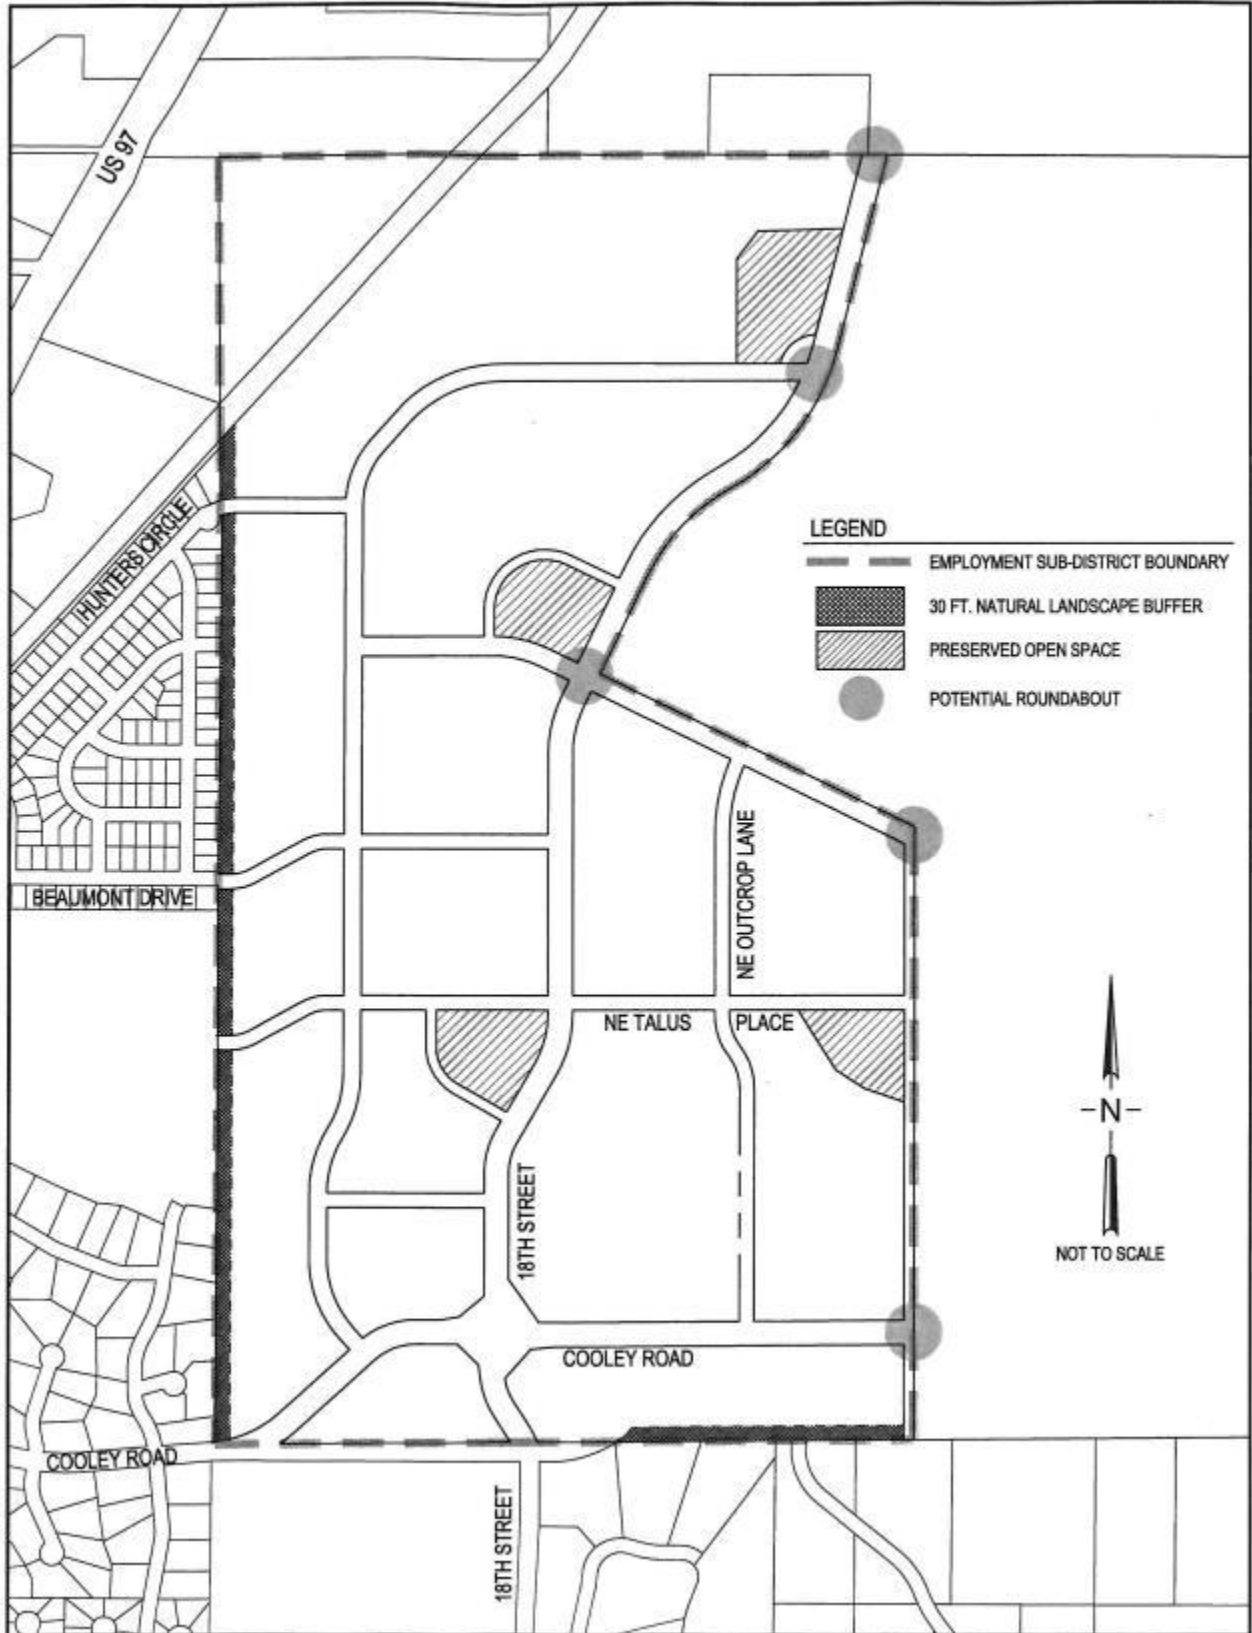 US 97
HUNTERS CIRCLE
LEGEND
EMPLOYMENT SUB-DISTRICT BOUNDARY
30 FT. NATURAL LANDSCAPE BUFFER
PRESERVED OPEN SPACE
POTENTIAL ROUNDABOUT
BEAUMONT DRIVE
NE OUTCROP LANE
NE TALUS PLACE
-N-
NOT TO SCALE
18TH STREET
COOLEY ROAD
COOLEY ROAD
18TH STREET